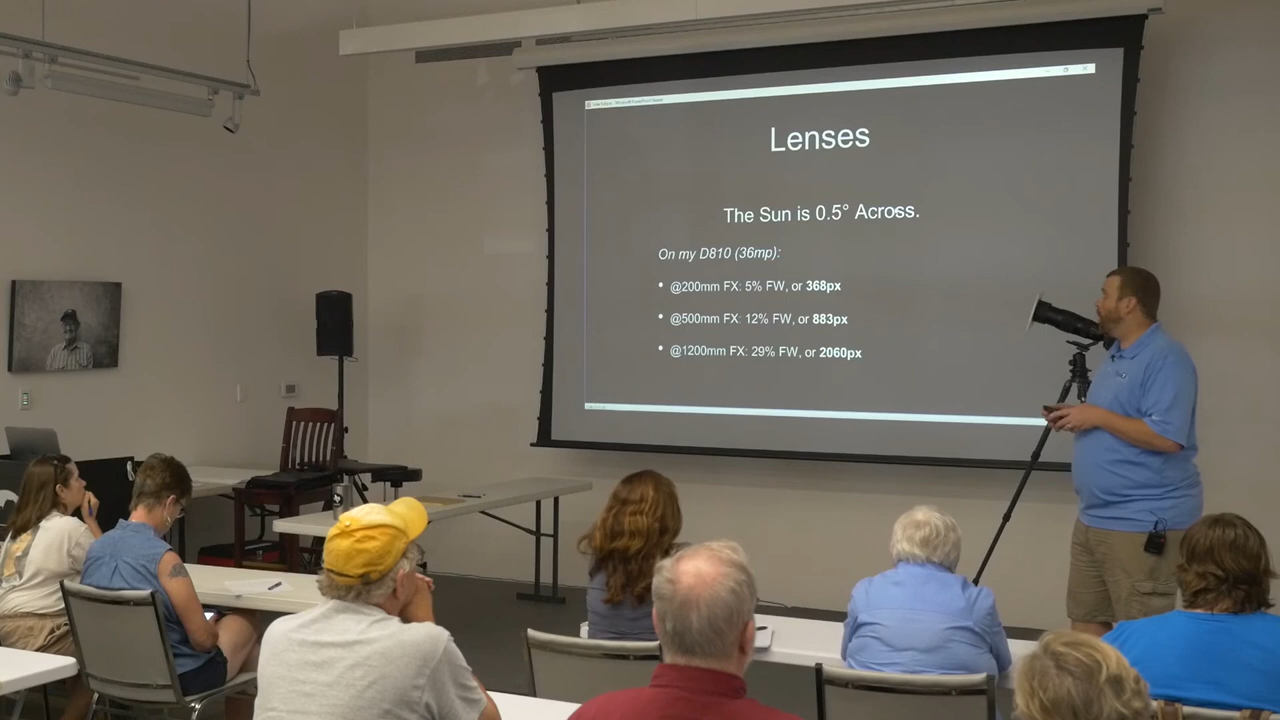 Lenses
The Sun is 0.5° Across.
On my D810 (36mp):
• @200mm FX: 5% FW, or 368px
• @500mm FX: 12% FW, or 883px
• @1200mm FX: 29% FW, or 2060px